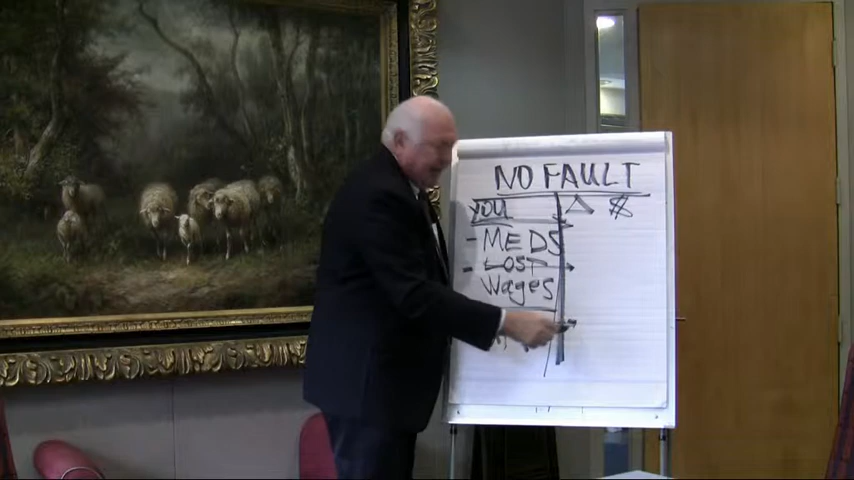 NO FAULT
YOU Δ $
- MEDS
- LOST
Wages